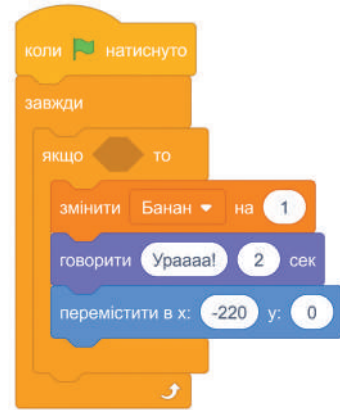 коли натиснуто
завжди
якщо то
змінити Банан на 1
говорити Ураааа! 2 сек
перемістити в x: -220 y: 0